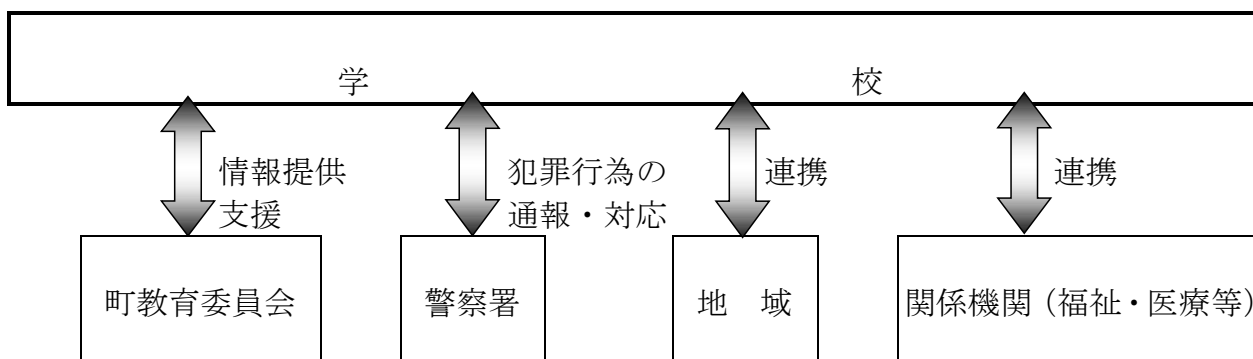 学　校
情報提供
支援
犯罪行為の
通報・対応
連携
連携
町教育委員会
警察署
地　域
関係機関（福祉・医療等）